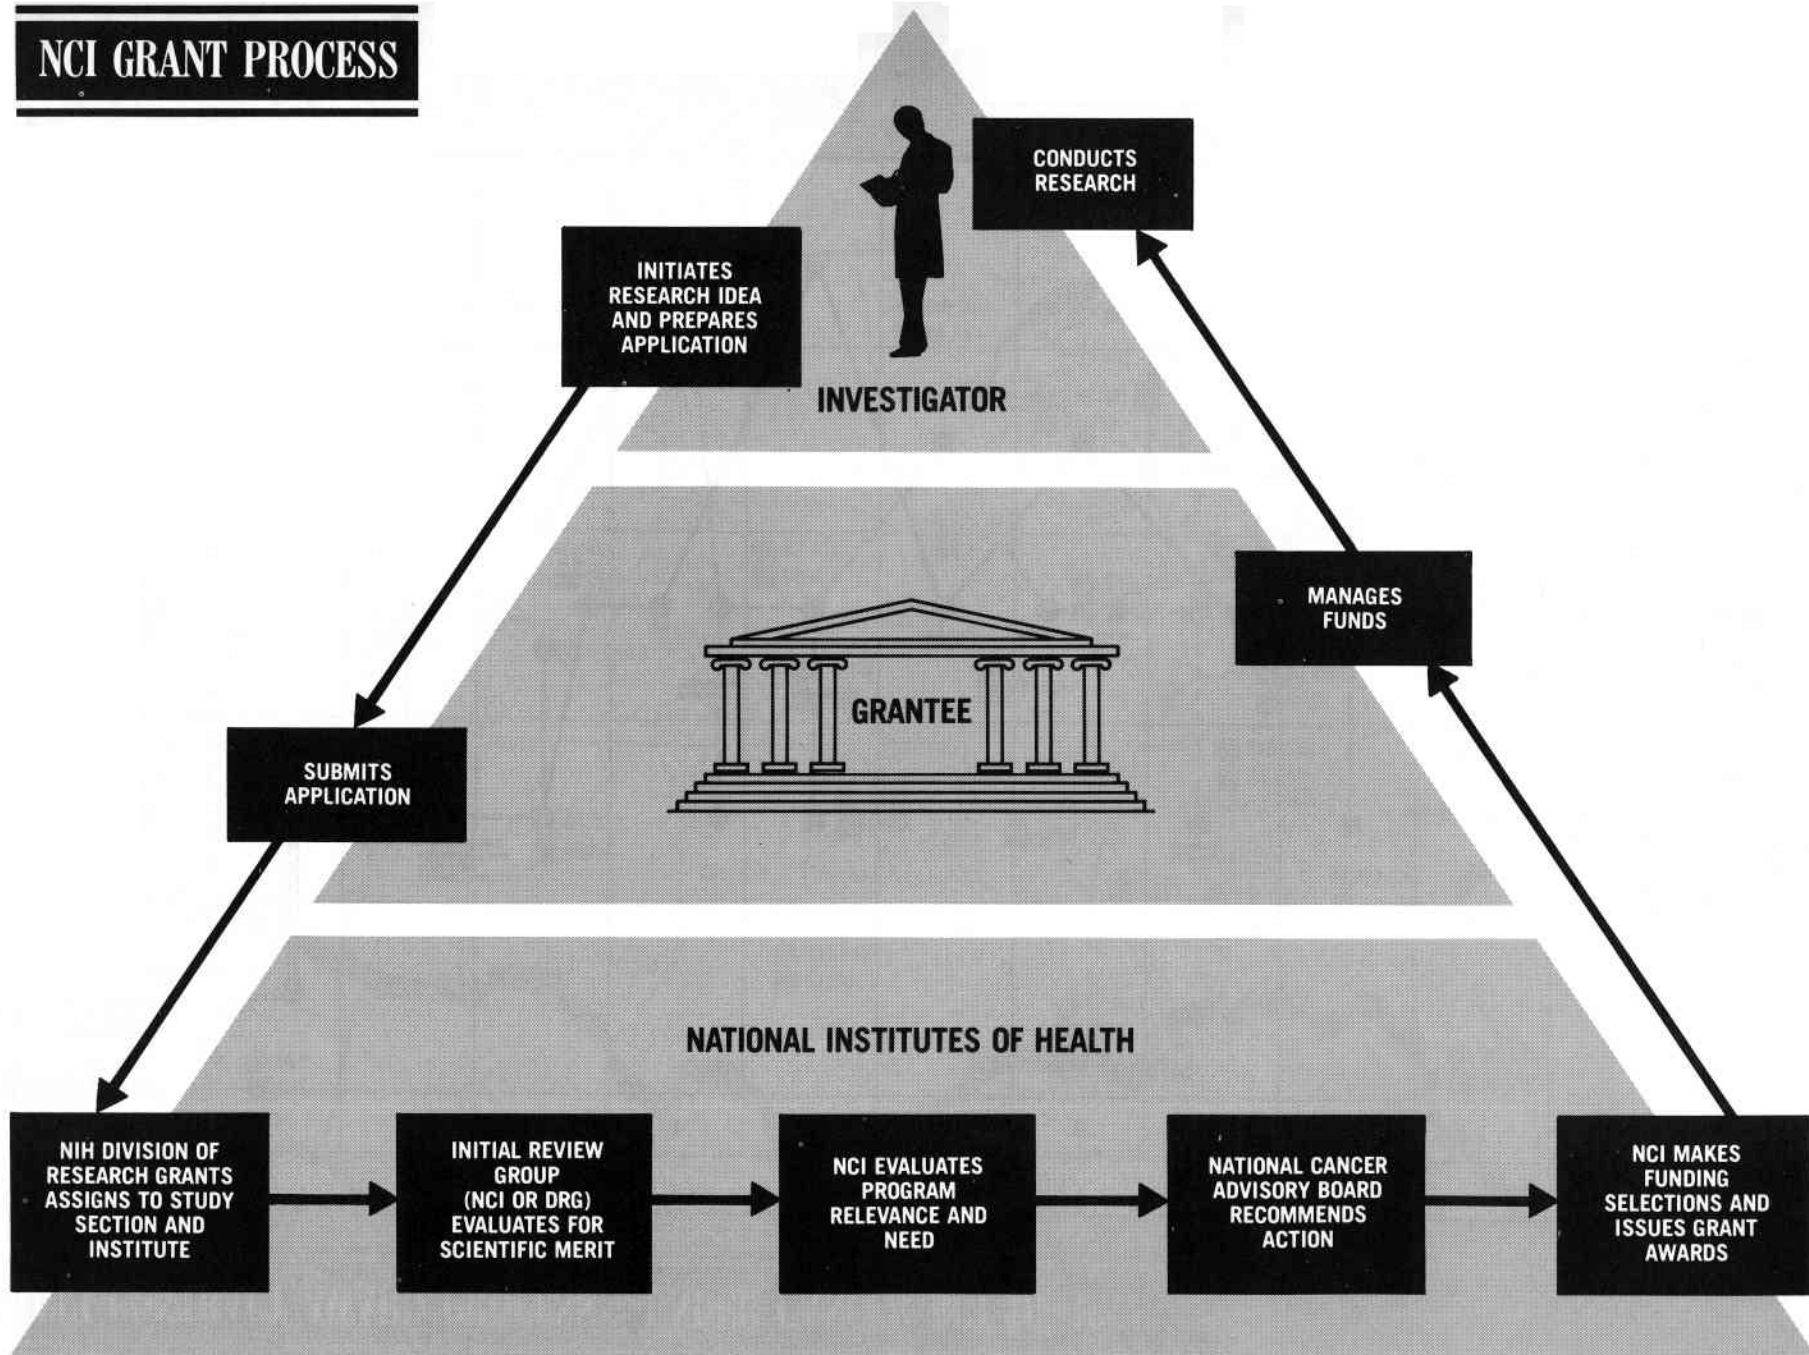 NCI GRANT PROCESS
CONDUCTS
RESEARCH
INITIATES
RESEARCH IDEA
AND PREPARES
APPLICATION
INVESTIGATOR
MANAGES
FUNDS
GRANTEE
SUBMITS
APPLICATION
NATIONAL INSTITUTES OF HEALTH
NIH DIVISION OF
RESEARCH GRANTS
ASSIGNS TO STUDY
SECTION AND
INSTITUTE
INITIAL REVIEW
GROUP
(NCI OR DRG)
EVALUATES FOR
SCIENTIFIC MERIT
NCI EVALUATES
PROGRAM
RELEVANCE AND
NEED
NATIONAL CANCER
ADVISORY BOARD
RECOMMENDS
ACTION
NCI MAKES
FUNDING
SELECTIONS AND
ISSUES GRANT
AWARDS